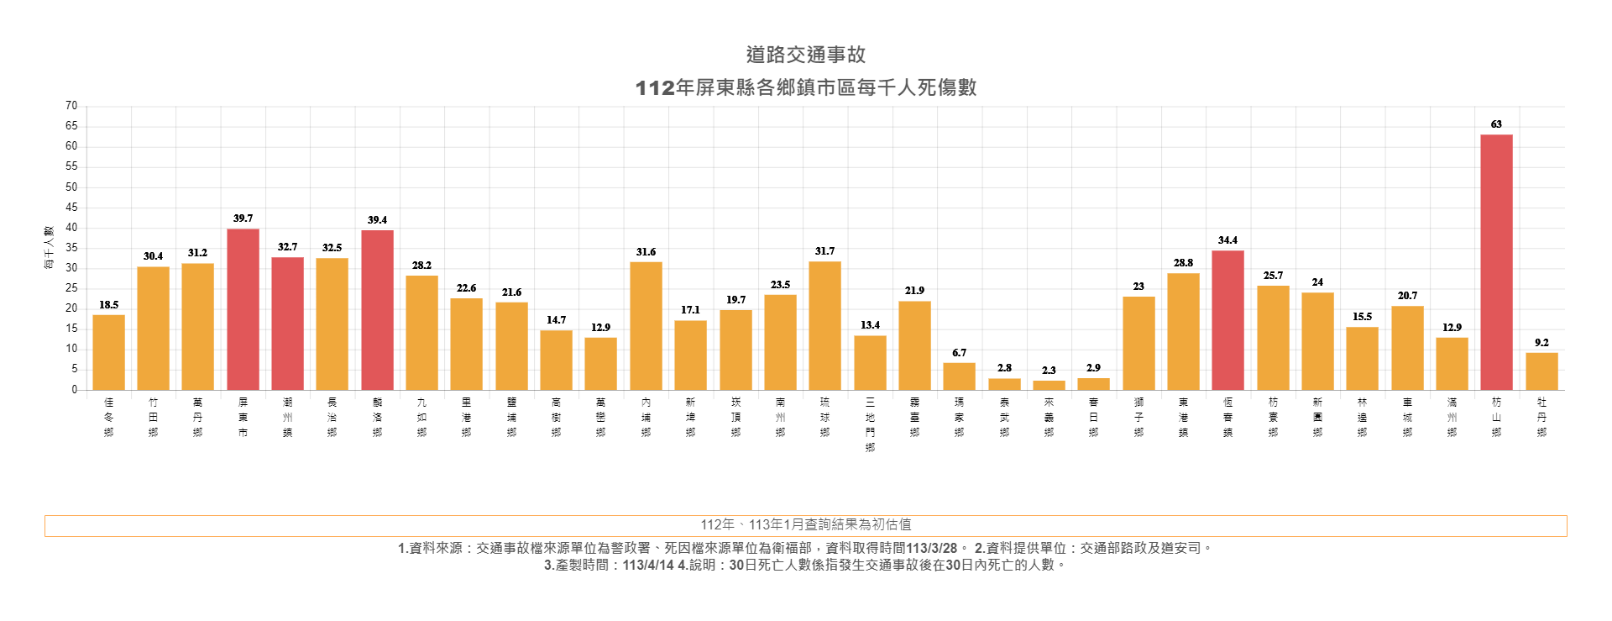 道路交通事故
112年屏東縣各鄉鎮市區每千人死傷數
每千人數
70
65
60
55
50
45
40
35
30
25
20
15
10
5
0
18.5
30.4
31.2
39.7
32.7
32.5
39.4
28.2
22.6
21.6
14.7
12.9
31.6
17.1
19.7
23.5
31.7
13.4
21.9
6.7
2.8
2.3
2.9
23
28.8
34.4
25.7
24
15.5
20.7
12.9
63
9.2
佳冬鄉
竹田鄉
萬丹鄉
屏東市
潮州鎮
長治鄉
麟洛鄉
九如鄉
里港鄉
鹽埔鄉
高樹鄉
萬巒鄉
內埔鄉
新埤鄉
崁頂鄉
南州鄉
琉球鄉
三地門鄉
霧臺鄉
瑪家鄉
泰武鄉
來義鄉
春日鄉
獅子鄉
東港鎮
恆春鎮
枋寮鄉
新園鄉
林邊鄉
車城鄉
滿州鄉
枋山鄉
牡丹鄉
112年、113年1月查詢結果為初估值
1.資料來源：交通事故檔來源單位為警政署、死因檔來源單位為衛福部，資料取得時間113/3/28。 2.資料提供單位：交通部路政及道安司。
3.產製時間：113/4/14 4.說明：30日死亡人數係指發生交通事故後在30日內死亡的人數。